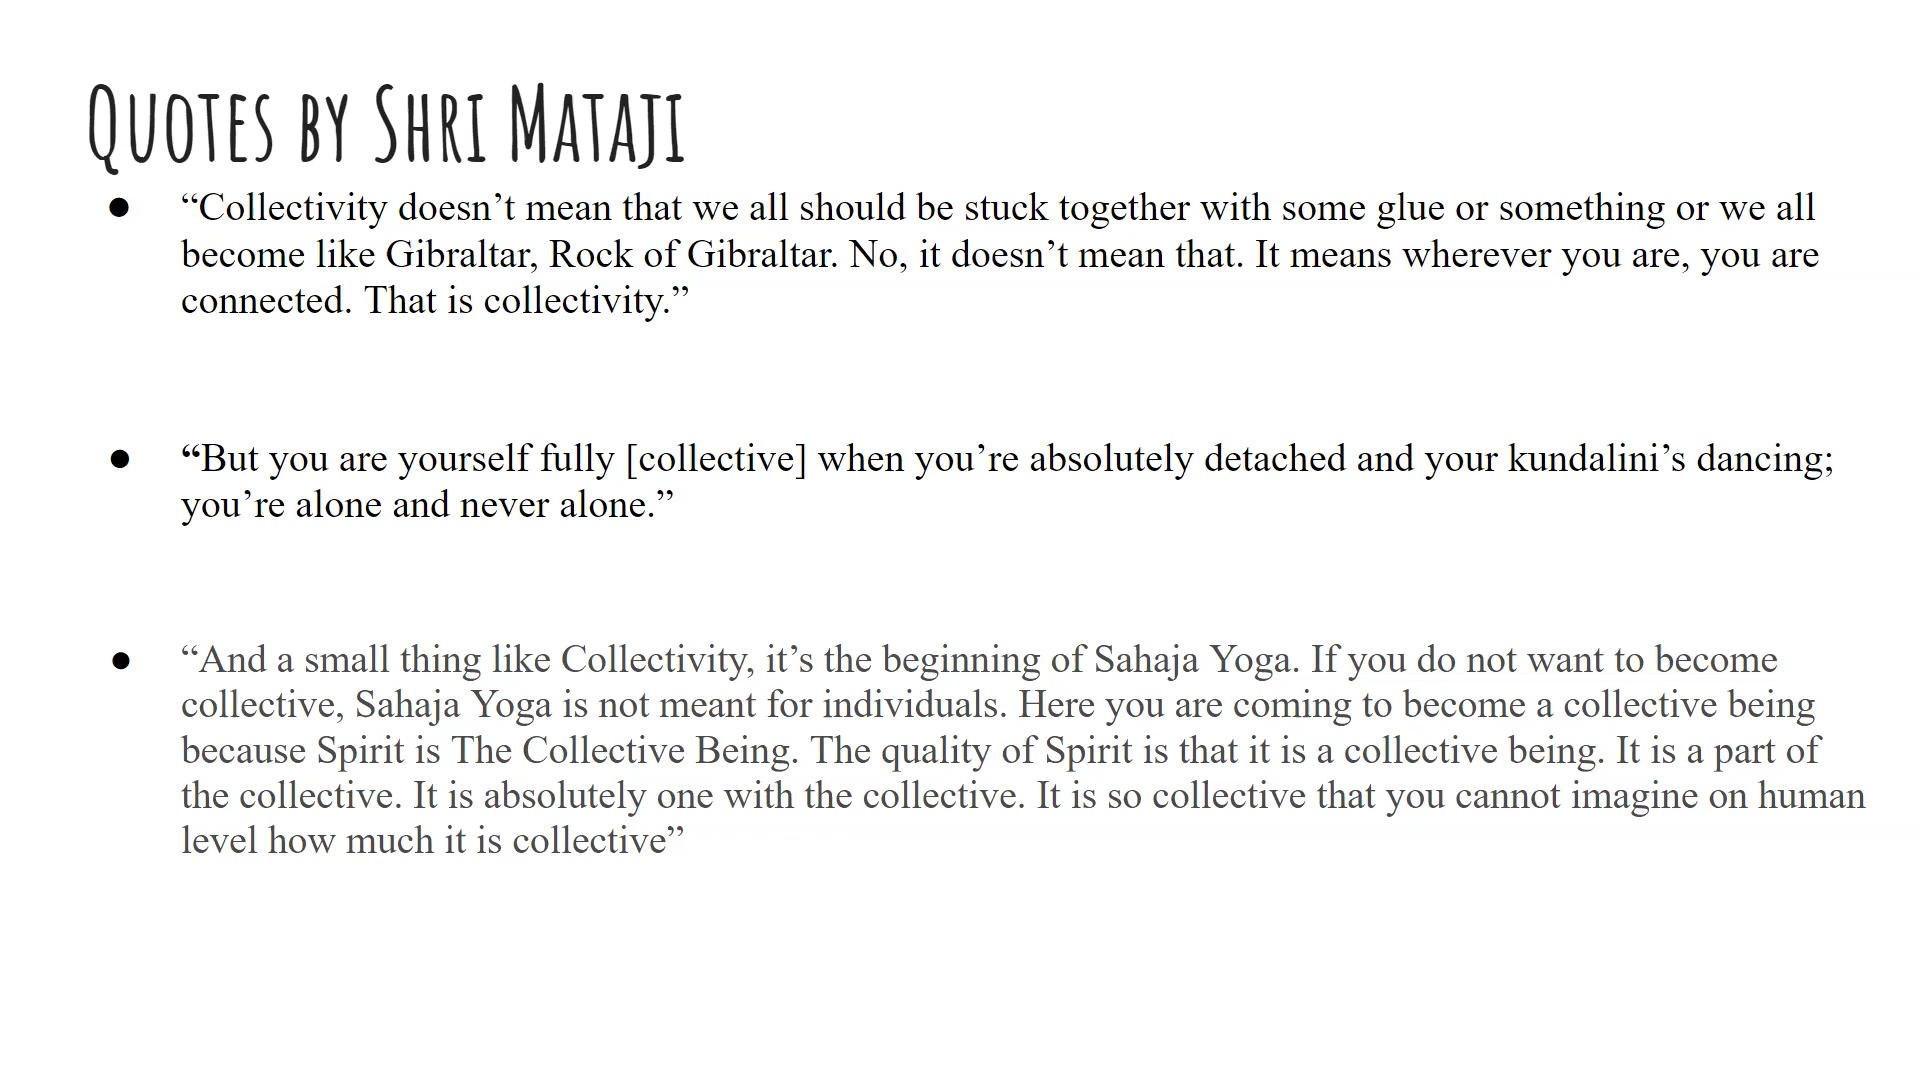 Quotes by Shri Mataji
● “Collectivity doesn’t mean that we all should be stuck together with some glue or something or we all
become like Gibraltar, Rock of Gibraltar. No, it doesn’t mean that. It means wherever you are, you are
connected. That is collectivity.”
● “But you are yourself fully [collective] when you’re absolutely detached and your kundalini’s dancing;
you’re alone and never alone.”
● “And a small thing like Collectivity, it’s the beginning of Sahaja Yoga. If you do not want to become
collective, Sahaja Yoga is not meant for individuals. Here you are coming to become a collective being
because Spirit is The Collective Being. The quality of Spirit is that it is a collective being. It is a part of
the collective. It is absolutely one with the collective. It is so collective that you cannot imagine on human
level how much it is collective”